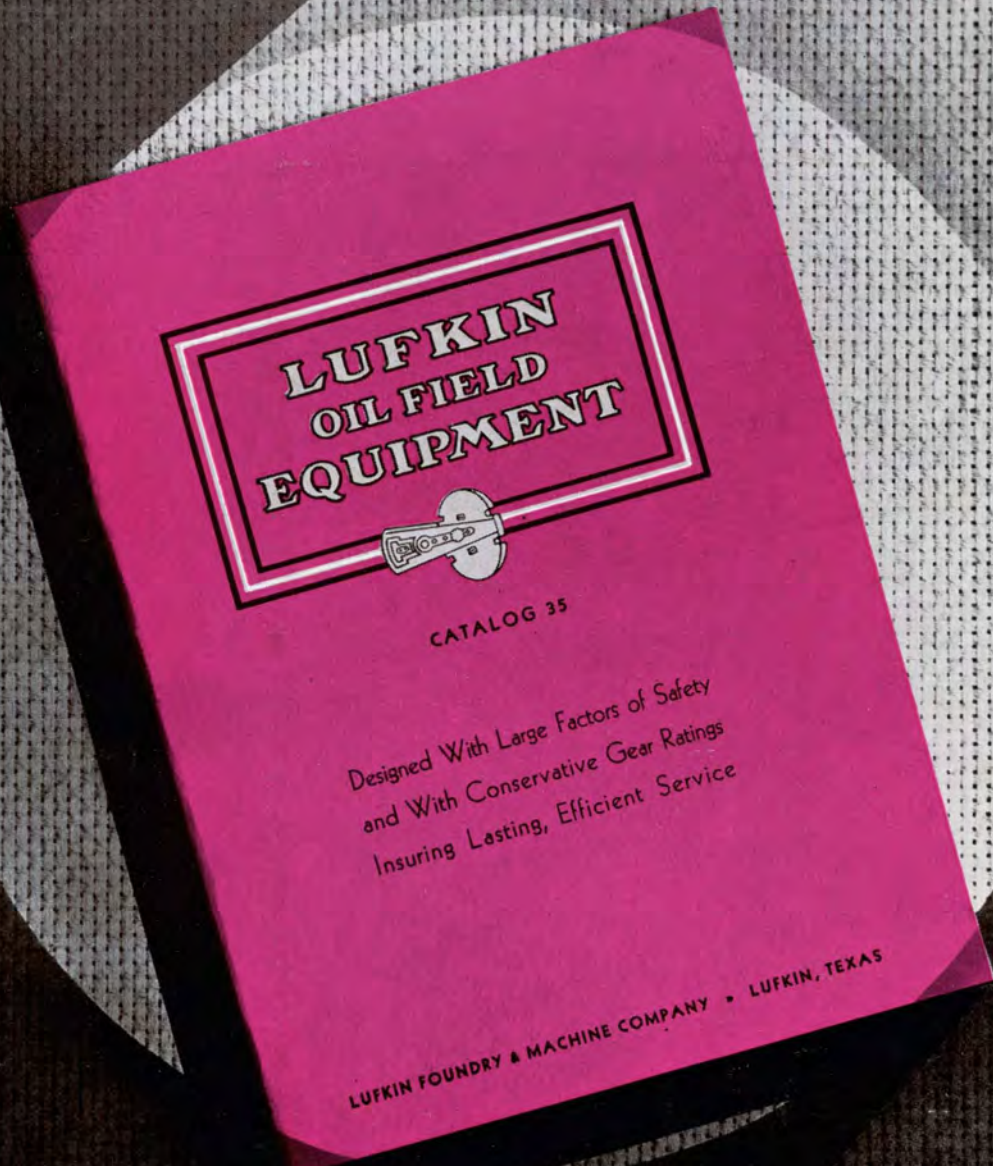 LUFKIN
OIL FIELD
EQUIPMENT
CATALOG 35
Designed With Large Factors of Safety
and With Conservative Gear Ratings
Insuring Lasting, Efficient Service
LUFKIN FOUNDRY & MACHINE COMPANY • LUFKIN, TEXAS